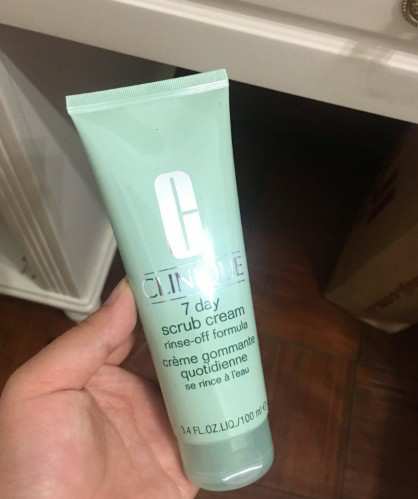 C
CLINIQUE
7 day
scrub cream
rinse-off formula
crème gommante
quotidienne
se rince à l'eau
3.4 FL.OZ.LIQ./100 ml ℮